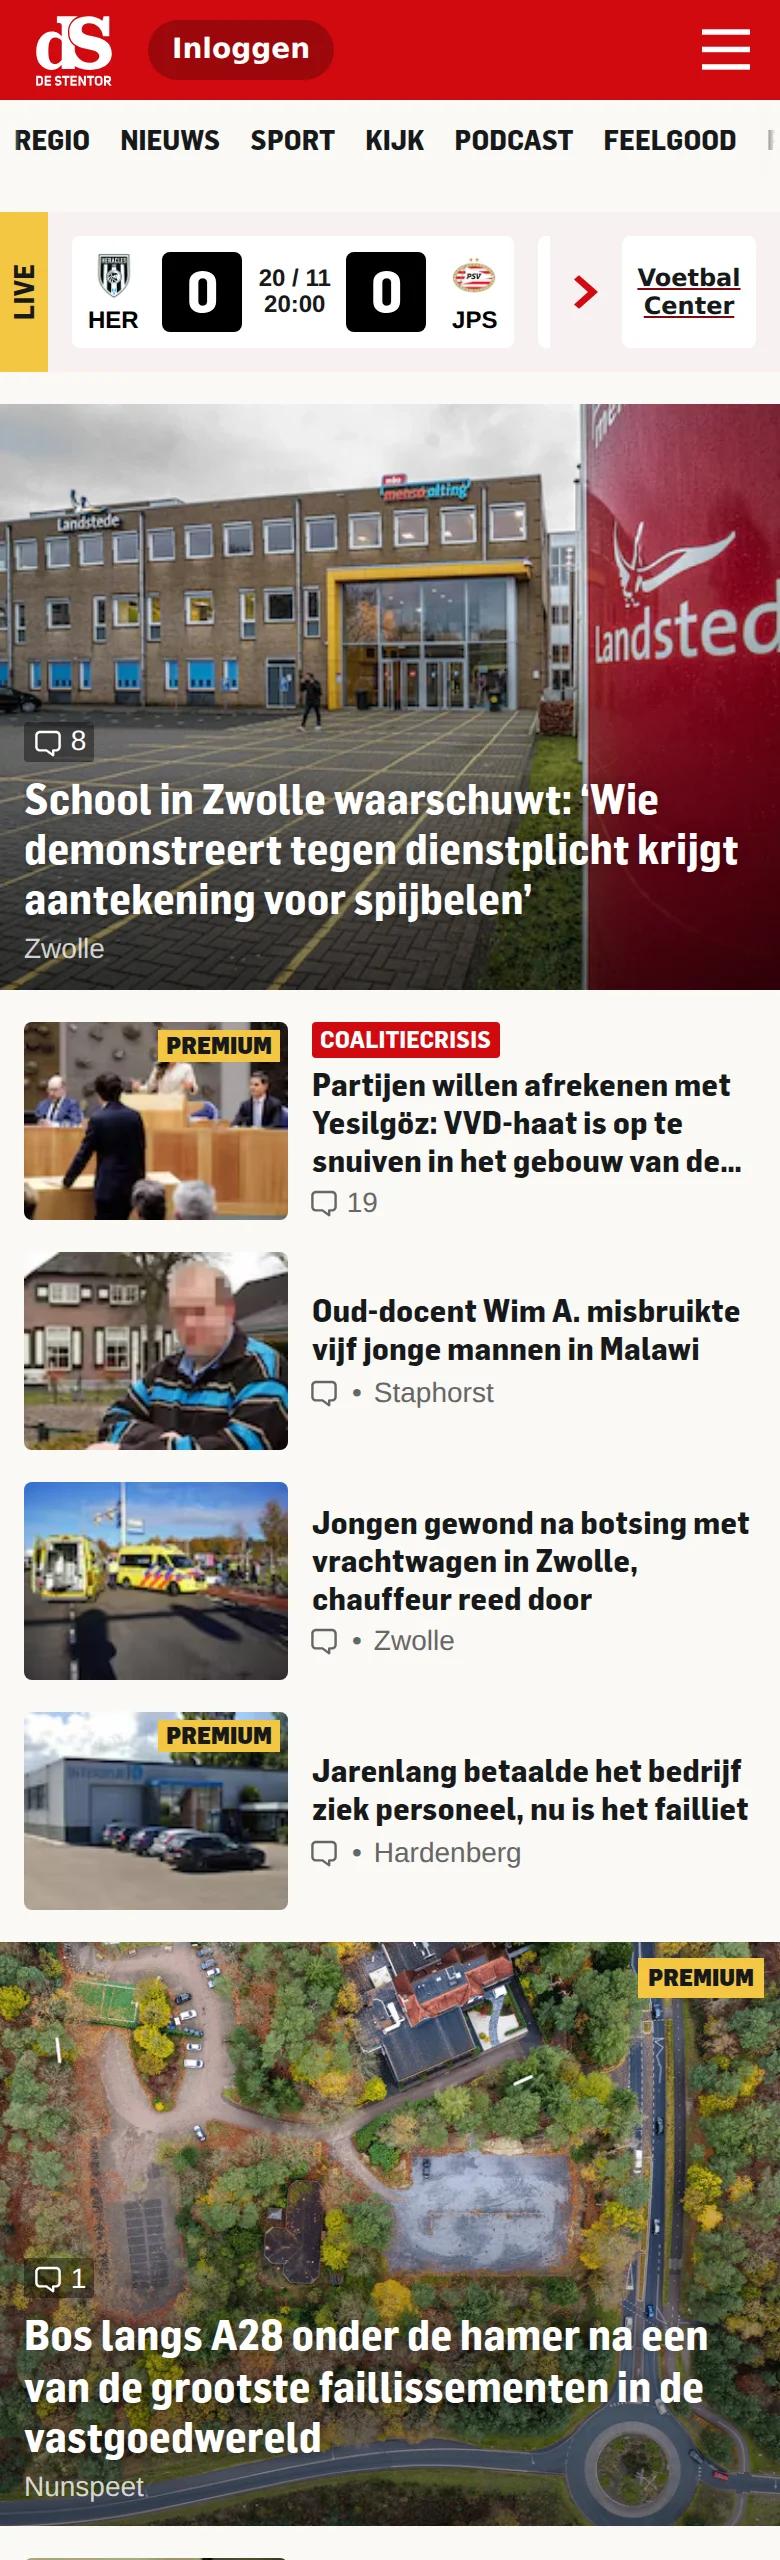 dS
DE STENTOR
Inloggen
REGIO NIEUWS SPORT KIJK PODCAST FEELGOOD
LIVE
HERACLES
HER
0
20 / 11
20:00
0
PSV
JPS
Voetbal
Center
Landstede
mbo
menso alting
Landsted
8
School in Zwolle waarschuwt: ‘Wie
demonstreert tegen dienstplicht krijgt
aantekening voor spijbelen’
Zwolle
PREMIUM
COALITIECRISIS
Partijen willen afrekenen met
Yesilgöz: VVD-haat is op te
snuiven in het gebouw van de...
19
Oud-docent Wim A. misbruikte
vijf jonge mannen in Malawi
• Staphorst
Jongen gewond na botsing met
vrachtwagen in Zwolle,
chauffeur reed door
• Zwolle
PREMIUM
Jarenlang betaalde het bedrijf
ziek personeel, nu is het failliet
• Hardenberg
PREMIUM
1
Bos langs A28 onder de hamer na een
van de grootste faillissementen in de
vastgoedwereld
Nunspeet